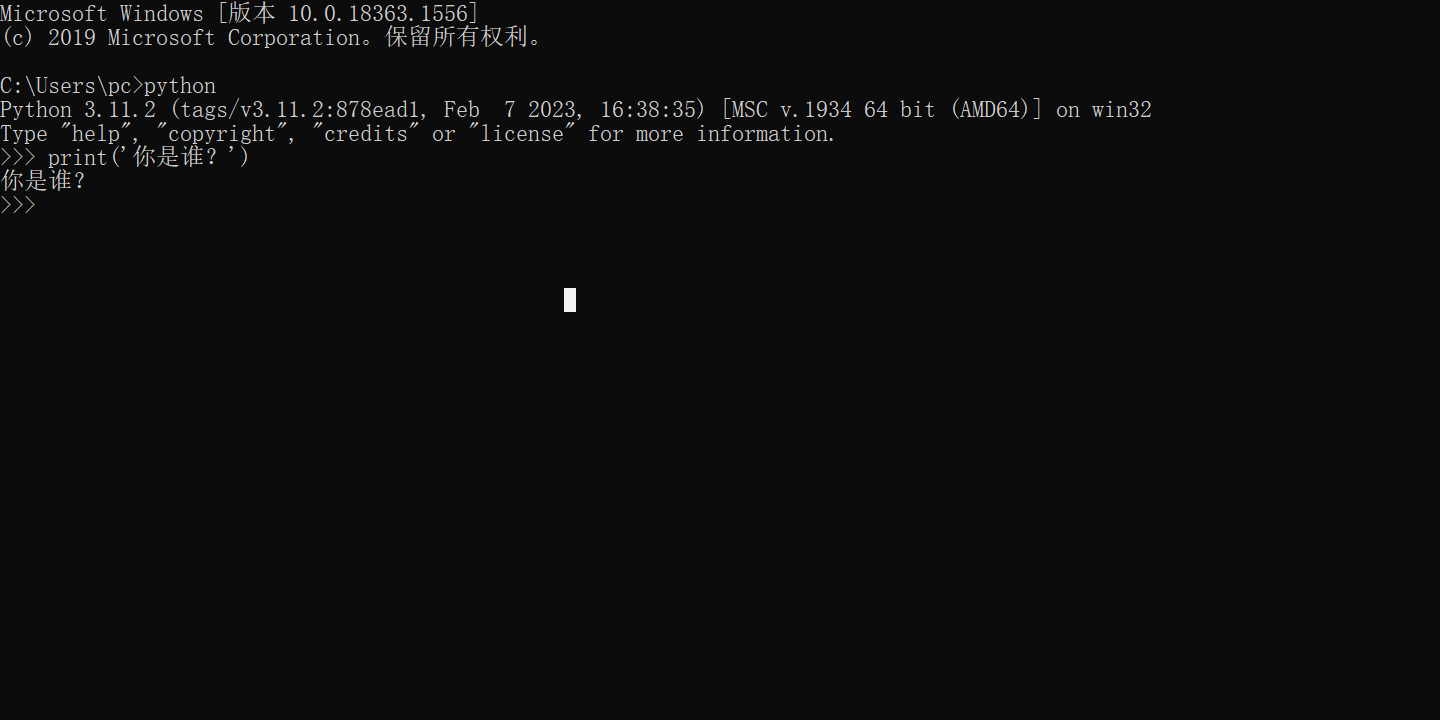 Microsoft Windows [版本 10.0.18363.1556]
(c) 2019 Microsoft Corporation。保留所有权利。
C:\Users\pc>python
Python 3.11.2 (tags/v3.11.2:878ead1, Feb  7 2023, 16:38:35) [MSC v.1934 64 bit (AMD64)] on win32
Type "help", "copyright", "credits" or "license" for more information.
>>> print('你是谁？')
你是谁？
>>>